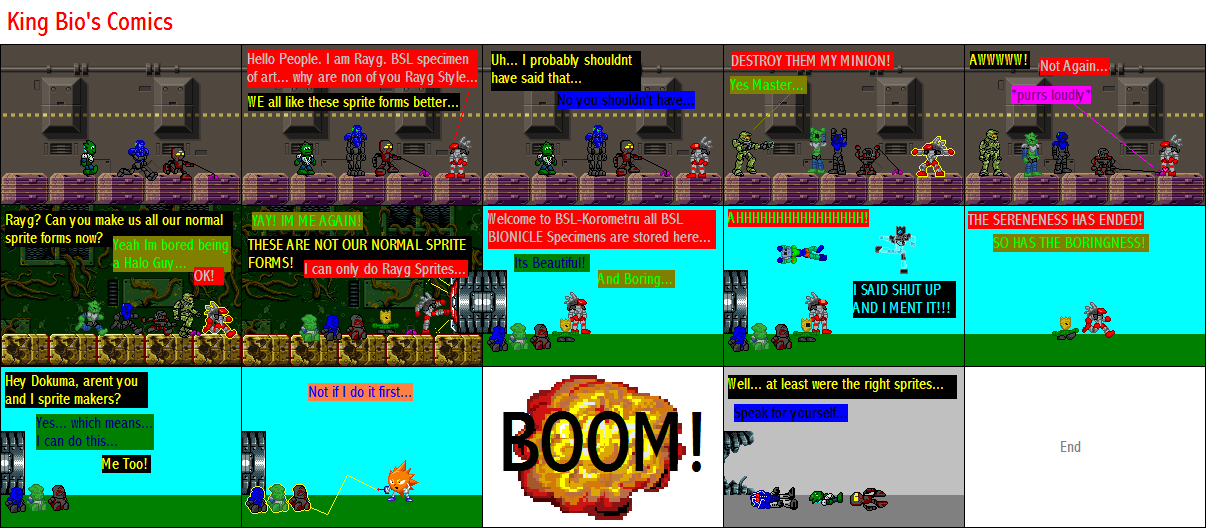 King Bio's Comics
Hello People. I am Rayg. BSL specimen
of art... why are non of you Rayg Style...
WE all like these sprite forms better...
Uh... I probably shouldnt
have said that...
No you shouldn't have...
DESTROY THEM MY MINION!
Yes Master...
AWWWWW!
Not Again...
*purrs loudly*
Rayg? Can you make us all our normal
sprite forms now?
Yeah Im bored being
a Halo Guy...
OK!
YAY! IM ME AGAIN!
THESE ARE NOT OUR NORMAL SPRITE
FORMS!
I can only do Rayg Sprites...
Welcome to BSL-Korometru all BSL
BIONICLE Specimens are stored here...
Its Beautiful!
And Boring...
AHHHHHHHHHHHHHHHH!
I SAID SHUT UP
AND I MENT IT!!!
THE SERENENESS HAS ENDED!
SO HAS THE BORINGNESS!
Hey Dokuma, arent you
and I sprite makers?
Yes... which means...
I can do this...
Me Too!
Not if I do it first...
BOOM!
Well... at least were the right sprites...
Speak for yourself...
End